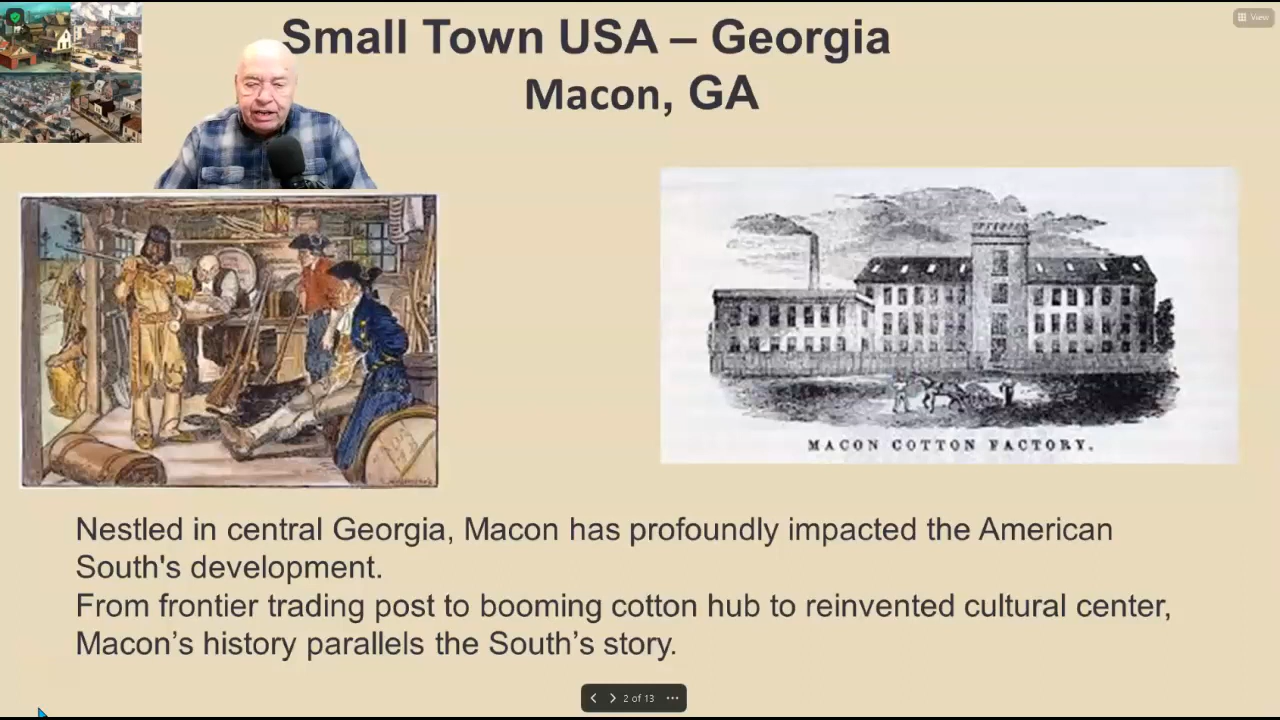 Small Town USA – Georgia
Macon, GA
View
MACON COTTON FACTORY.
Nestled in central Georgia, Macon has profoundly impacted the American
South's development.
From frontier trading post to booming cotton hub to reinvented cultural center,
Macon’s history parallels the South’s story.
2 of 13